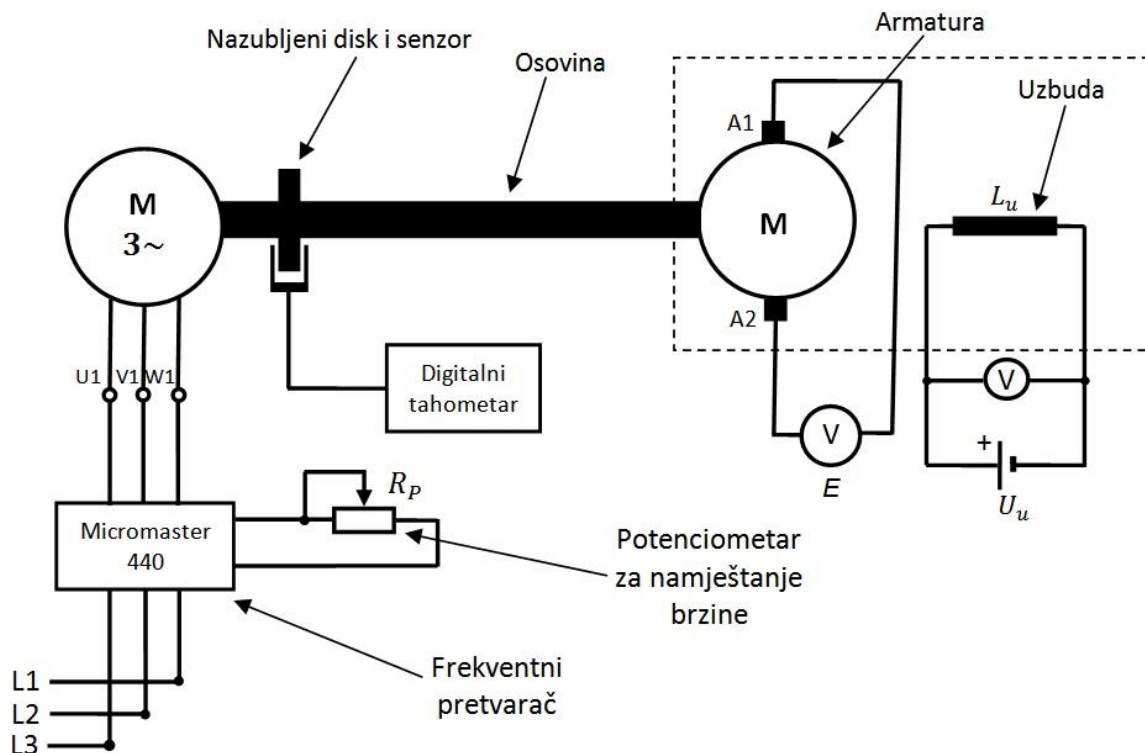 Nazubljeni disk i senzor
Osovina
Armatura
Uzbuda
A1
M
3~
M
L_u
A2
U1 V1 W1
Digitalni
tahometar
V
E
V
+
U_u
R_P
Micromaster
440
Potenciometar
za namještanje
brzine
Frekventni
pretvarač
L1
L2
L3